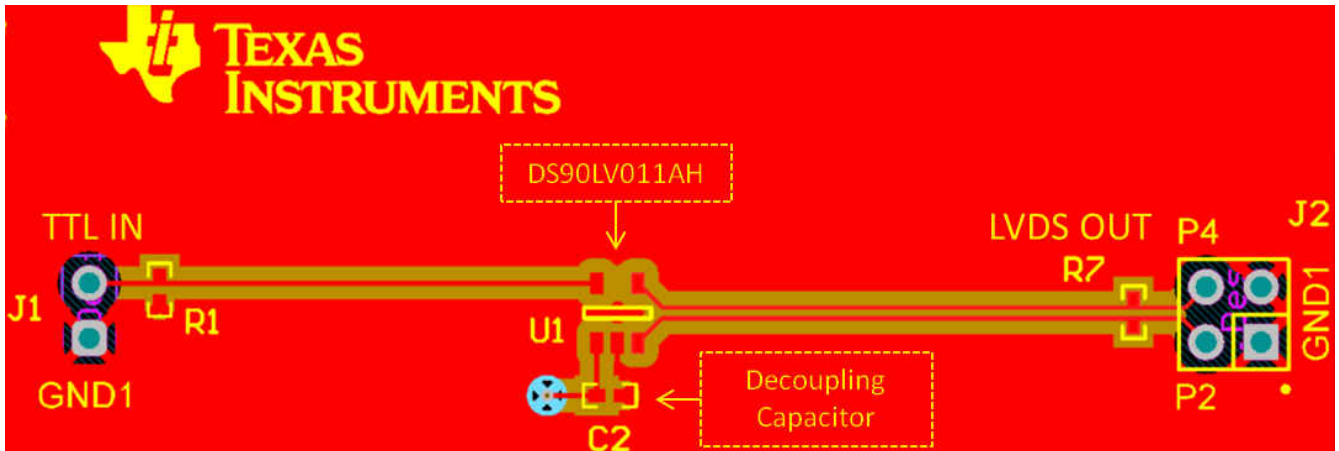 TEXAS
INSTRUMENTS
DS90LV011AH
TTL IN
LVDS OUT
P4
J2
J1
R1
U1
R7
GND1
GND1
P2
C2
Decoupling
Capacitor